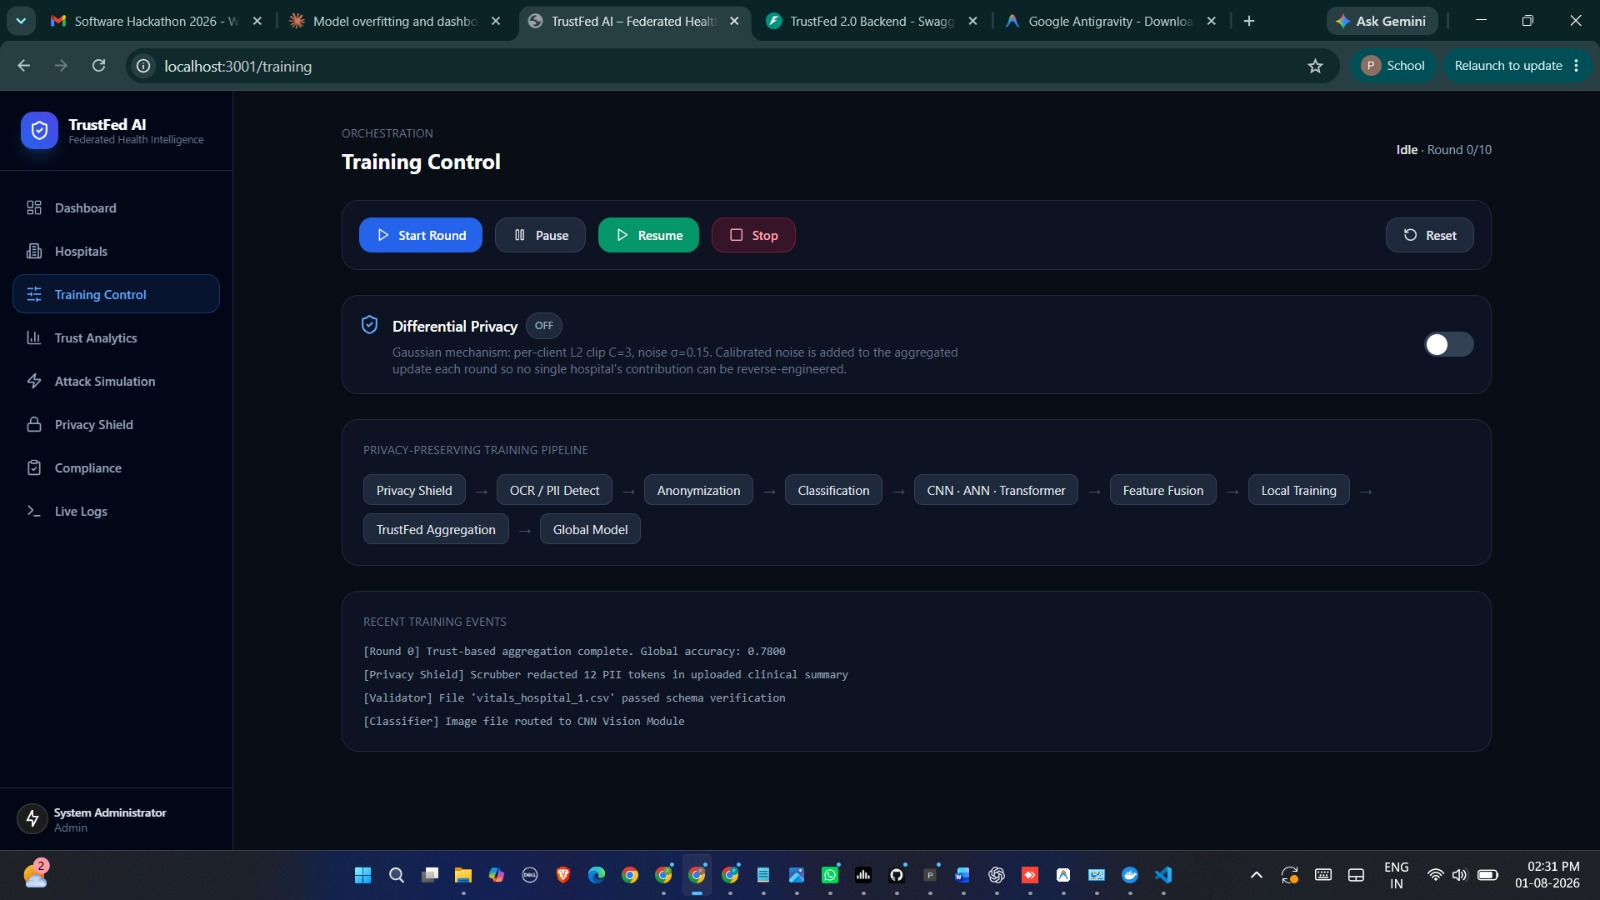 Software Hackathon 2026 - W
Model overfitting and dashbo
TrustFed AI – Federated Healt
TrustFed 2.0 Backend - Swagg
Google Antigravity - Downloa
Ask Gemini
localhost:3001/training
P School
Relaunch to update
TrustFed AI
Federated Health Intelligence
Dashboard
Hospitals
Training Control
Trust Analytics
Attack Simulation
Privacy Shield
Compliance
Live Logs
System Administrator
Admin
ORCHESTRATION
Training Control
Idle · Round 0/10
Start Round
Pause
Resume
Stop
Reset
Differential Privacy OFF
Gaussian mechanism: per-client L2 clip C=3, noise σ=0.15. Calibrated noise is added to the aggregated
update each round so no single hospital's contribution can be reverse-engineered.
PRIVACY-PRESERVING TRAINING PIPELINE
Privacy Shield → OCR / PII Detect → Anonymization → Classification → CNN · ANN · Transformer → Feature Fusion → Local Training →
TrustFed Aggregation → Global Model
RECENT TRAINING EVENTS
[Round 0] Trust-based aggregation complete. Global accuracy: 0.7800
[Privacy Shield] Scrubber redacted 12 PII tokens in uploaded clinical summary
[Validator] File 'vitals_hospital_1.csv' passed schema verification
[Classifier] Image file routed to CNN Vision Module
2
DELL
P
ENG
IN
02:31 PM
01-08-2026